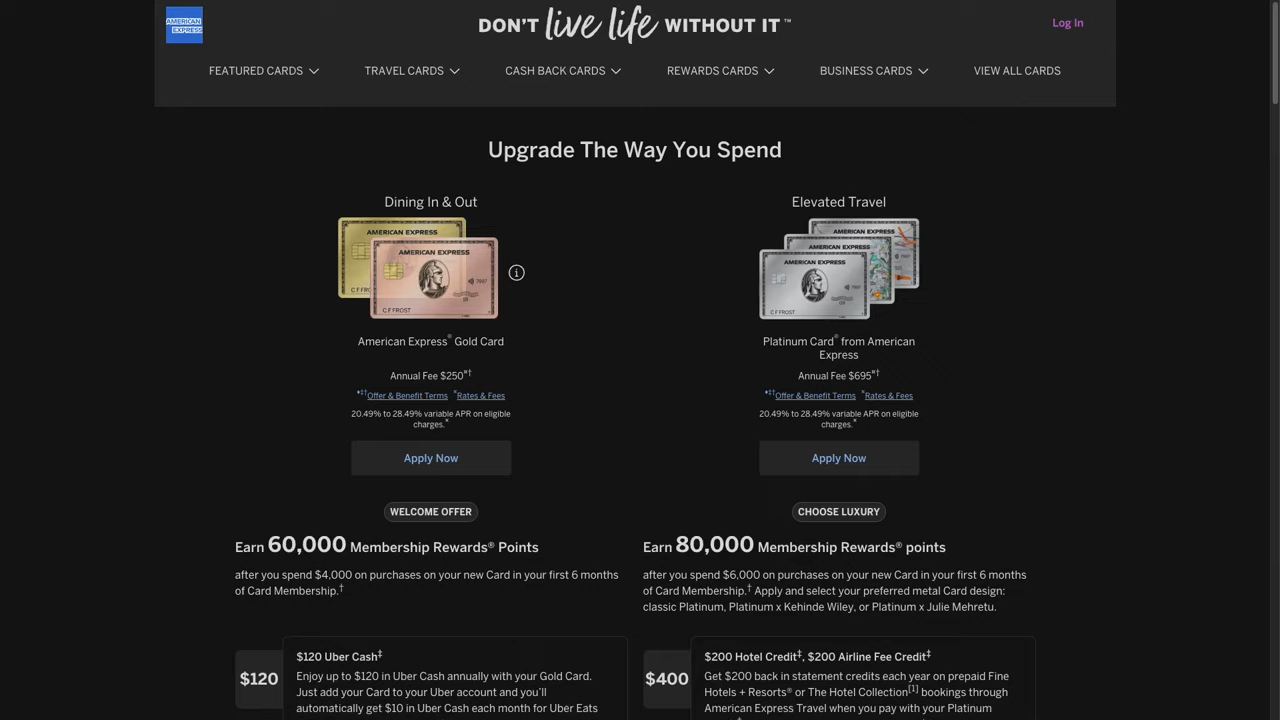 AMERICAN EXPRESS
DON'T live life WITHOUT IT™
Log In
FEATURED CARDS
TRAVEL CARDS
CASH BACK CARDS
REWARDS CARDS
BUSINESS CARDS
VIEW ALL CARDS
Upgrade The Way You Spend
Dining In & Out
AMERICAN EXPRESS
AMERICAN EXPRESS
C F FR
C F FROST
American Express® Gold Card
Annual Fee $250¤†
*‡†Offer & Benefit Terms ¤Rates & Fees
20.49% to 28.49% variable APR on eligible
charges.¤
Apply Now
WELCOME OFFER
Earn 60,000 Membership Rewards® Points
after you spend $4,000 on purchases on your new Card in your first 6 months
of Card Membership.†
$120
$120 Uber Cash‡
Enjoy up to $120 in Uber Cash annually with your Gold Card.
Just add your Card to your Uber account and you'll
automatically get $10 in Uber Cash each month for Uber Eats
Elevated Travel
AMERICAN EXPRESS
AMERICAN EXPRESS
AMERICAN EXPRESS
C F FROST
Platinum Card® from American
Express
Annual Fee $695¤†
*‡†Offer & Benefit Terms ¤Rates & Fees
20.49% to 28.49% variable APR on eligible
charges.¤
Apply Now
CHOOSE LUXURY
Earn 80,000 Membership Rewards® points
after you spend $6,000 on purchases on your new Card in your first 6 months
of Card Membership.† Apply and select your preferred metal Card design:
classic Platinum, Platinum x Kehinde Wiley, or Platinum x Julie Mehretu.
$400
$200 Hotel Credit‡, $200 Airline Fee Credit‡
Get $200 back in statement credits each year on prepaid Fine
Hotels + Resorts® or The Hotel Collection[1] bookings through
American Express Travel when you pay with your Platinum